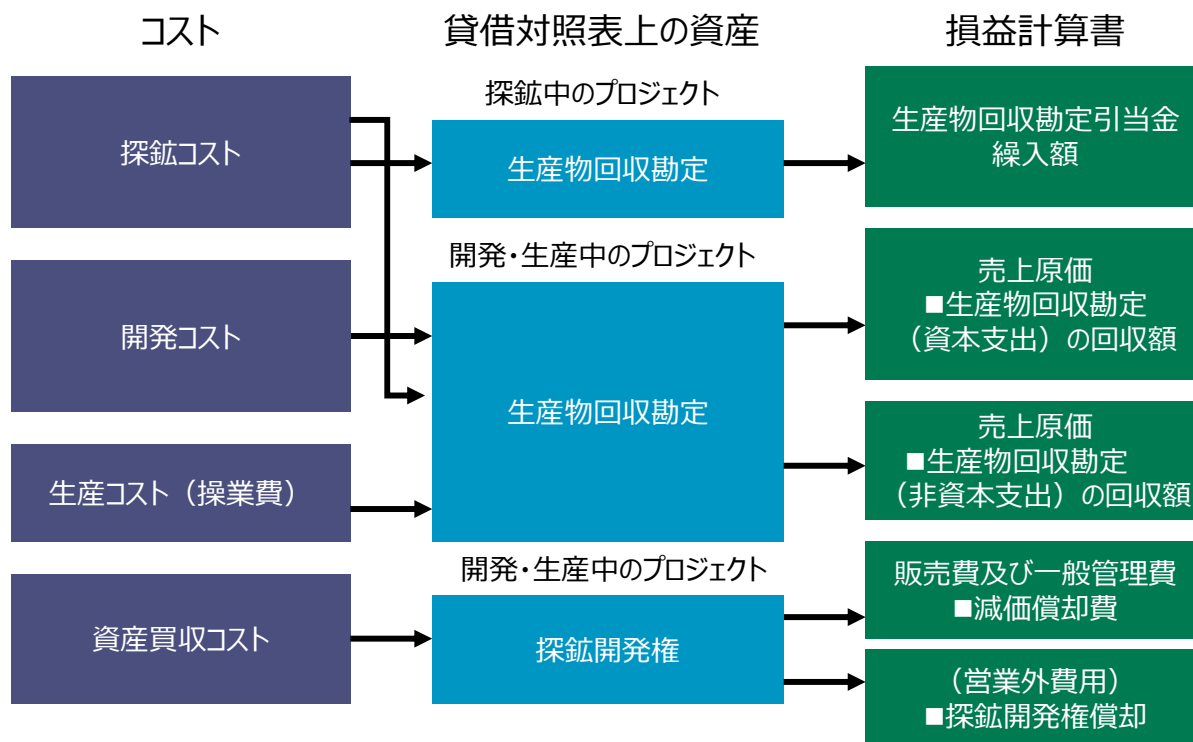 コスト
貸借対照表上の資産
損益計算書
探鉱コスト
探鉱中のプロジェクト
生産物回収勘定
生産物回収勘定引当金
繰入額
開発コスト
開発・生産中のプロジェクト
生産物回収勘定
売上原価
■生産物回収勘定
（資本支出）の回収額
生産コスト（操業費）
売上原価
■生産物回収勘定
（非資本支出）の回収額
資産買収コスト
開発・生産中のプロジェクト
探鉱開発権
販売費及び一般管理費
■減価償却費
（営業外費用）
■探鉱開発権償却